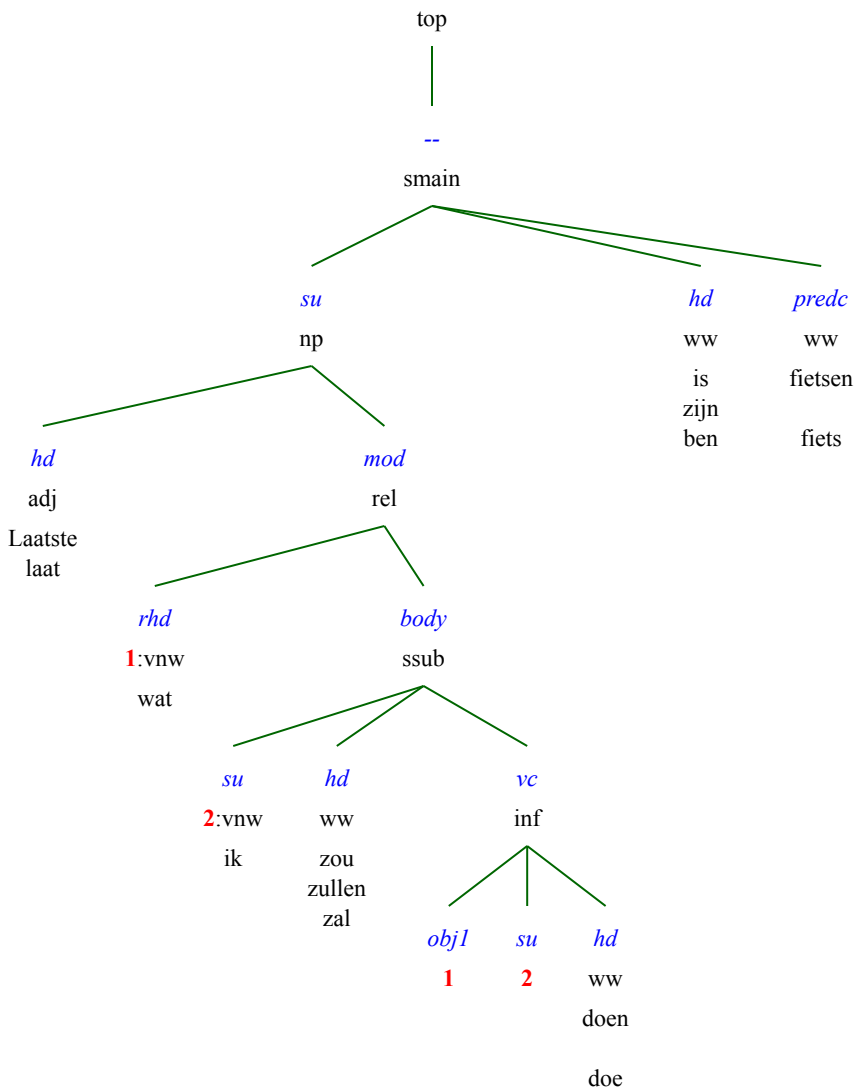 top
--
smain
su hd predc
np ww ww
is fietsen
zijn
ben fiets
hd mod
adj rel
Laatste
laat
rhd body
1:vnw ssub
wat
su hd vc
2:vnw ww inf
ik zou
zullen
zal
obj1 su hd
1 2 ww
doen
doe